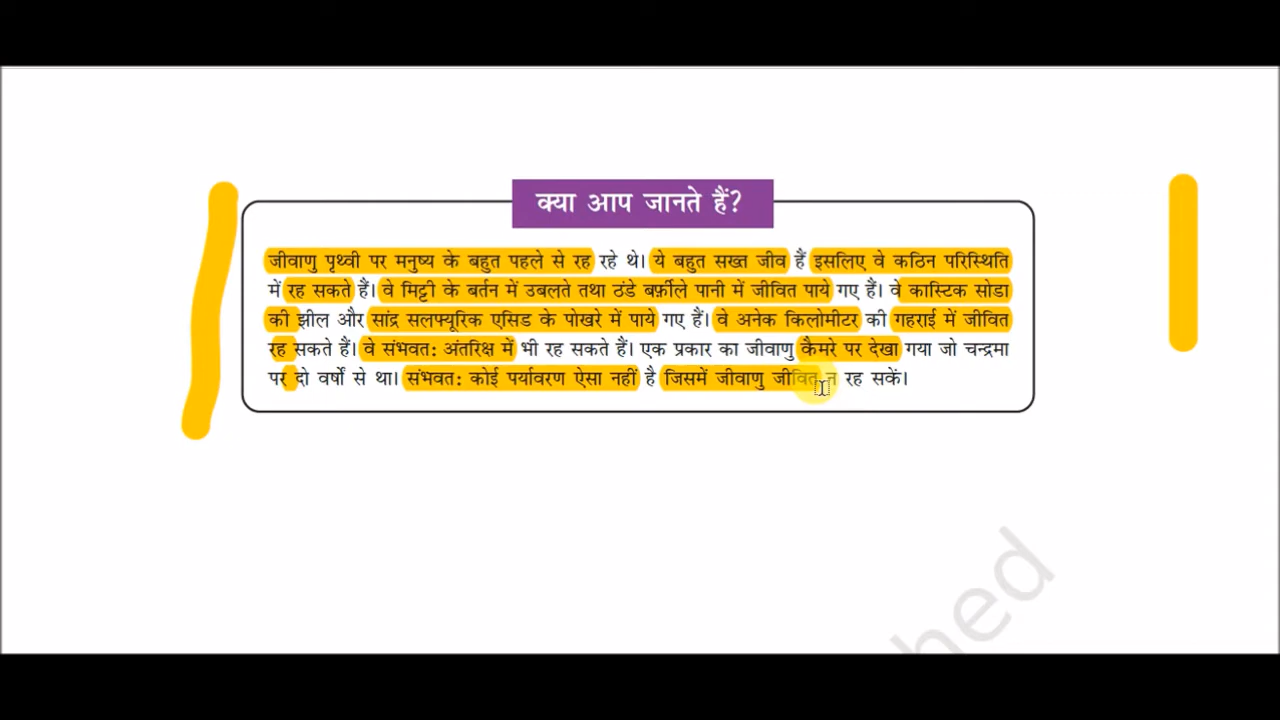 क्या आप जानते हैं?
जीवाणु पृथ्वी पर मनुष्य के बहुत पहले से रह रहे थे। ये बहुत सख्त जीव हैं इसलिए वे कठिन परिस्थिति
में रह सकते हैं। वे मिट्टी के बर्तन में उबलते तथा ठंडे बर्फ़ीले पानी में जीवित पाये गए हैं। वे कास्टिक सोडा
की झील और सांद्र सलफ्यूरिक एसिड के पोखरे में पाये गए हैं। वे अनेक किलोमीटर की गहराई में जीवित
रह सकते हैं। वे संभवत: अंतरिक्ष में भी रह सकते हैं। एक प्रकार का जीवाणु कैमरे पर देखा गया जो चन्द्रमा
पर दो वर्षों से था। संभवत: कोई पर्यावरण ऐसा नहीं है जिसमें जीवाणु जीवित न रह सकें।
hed